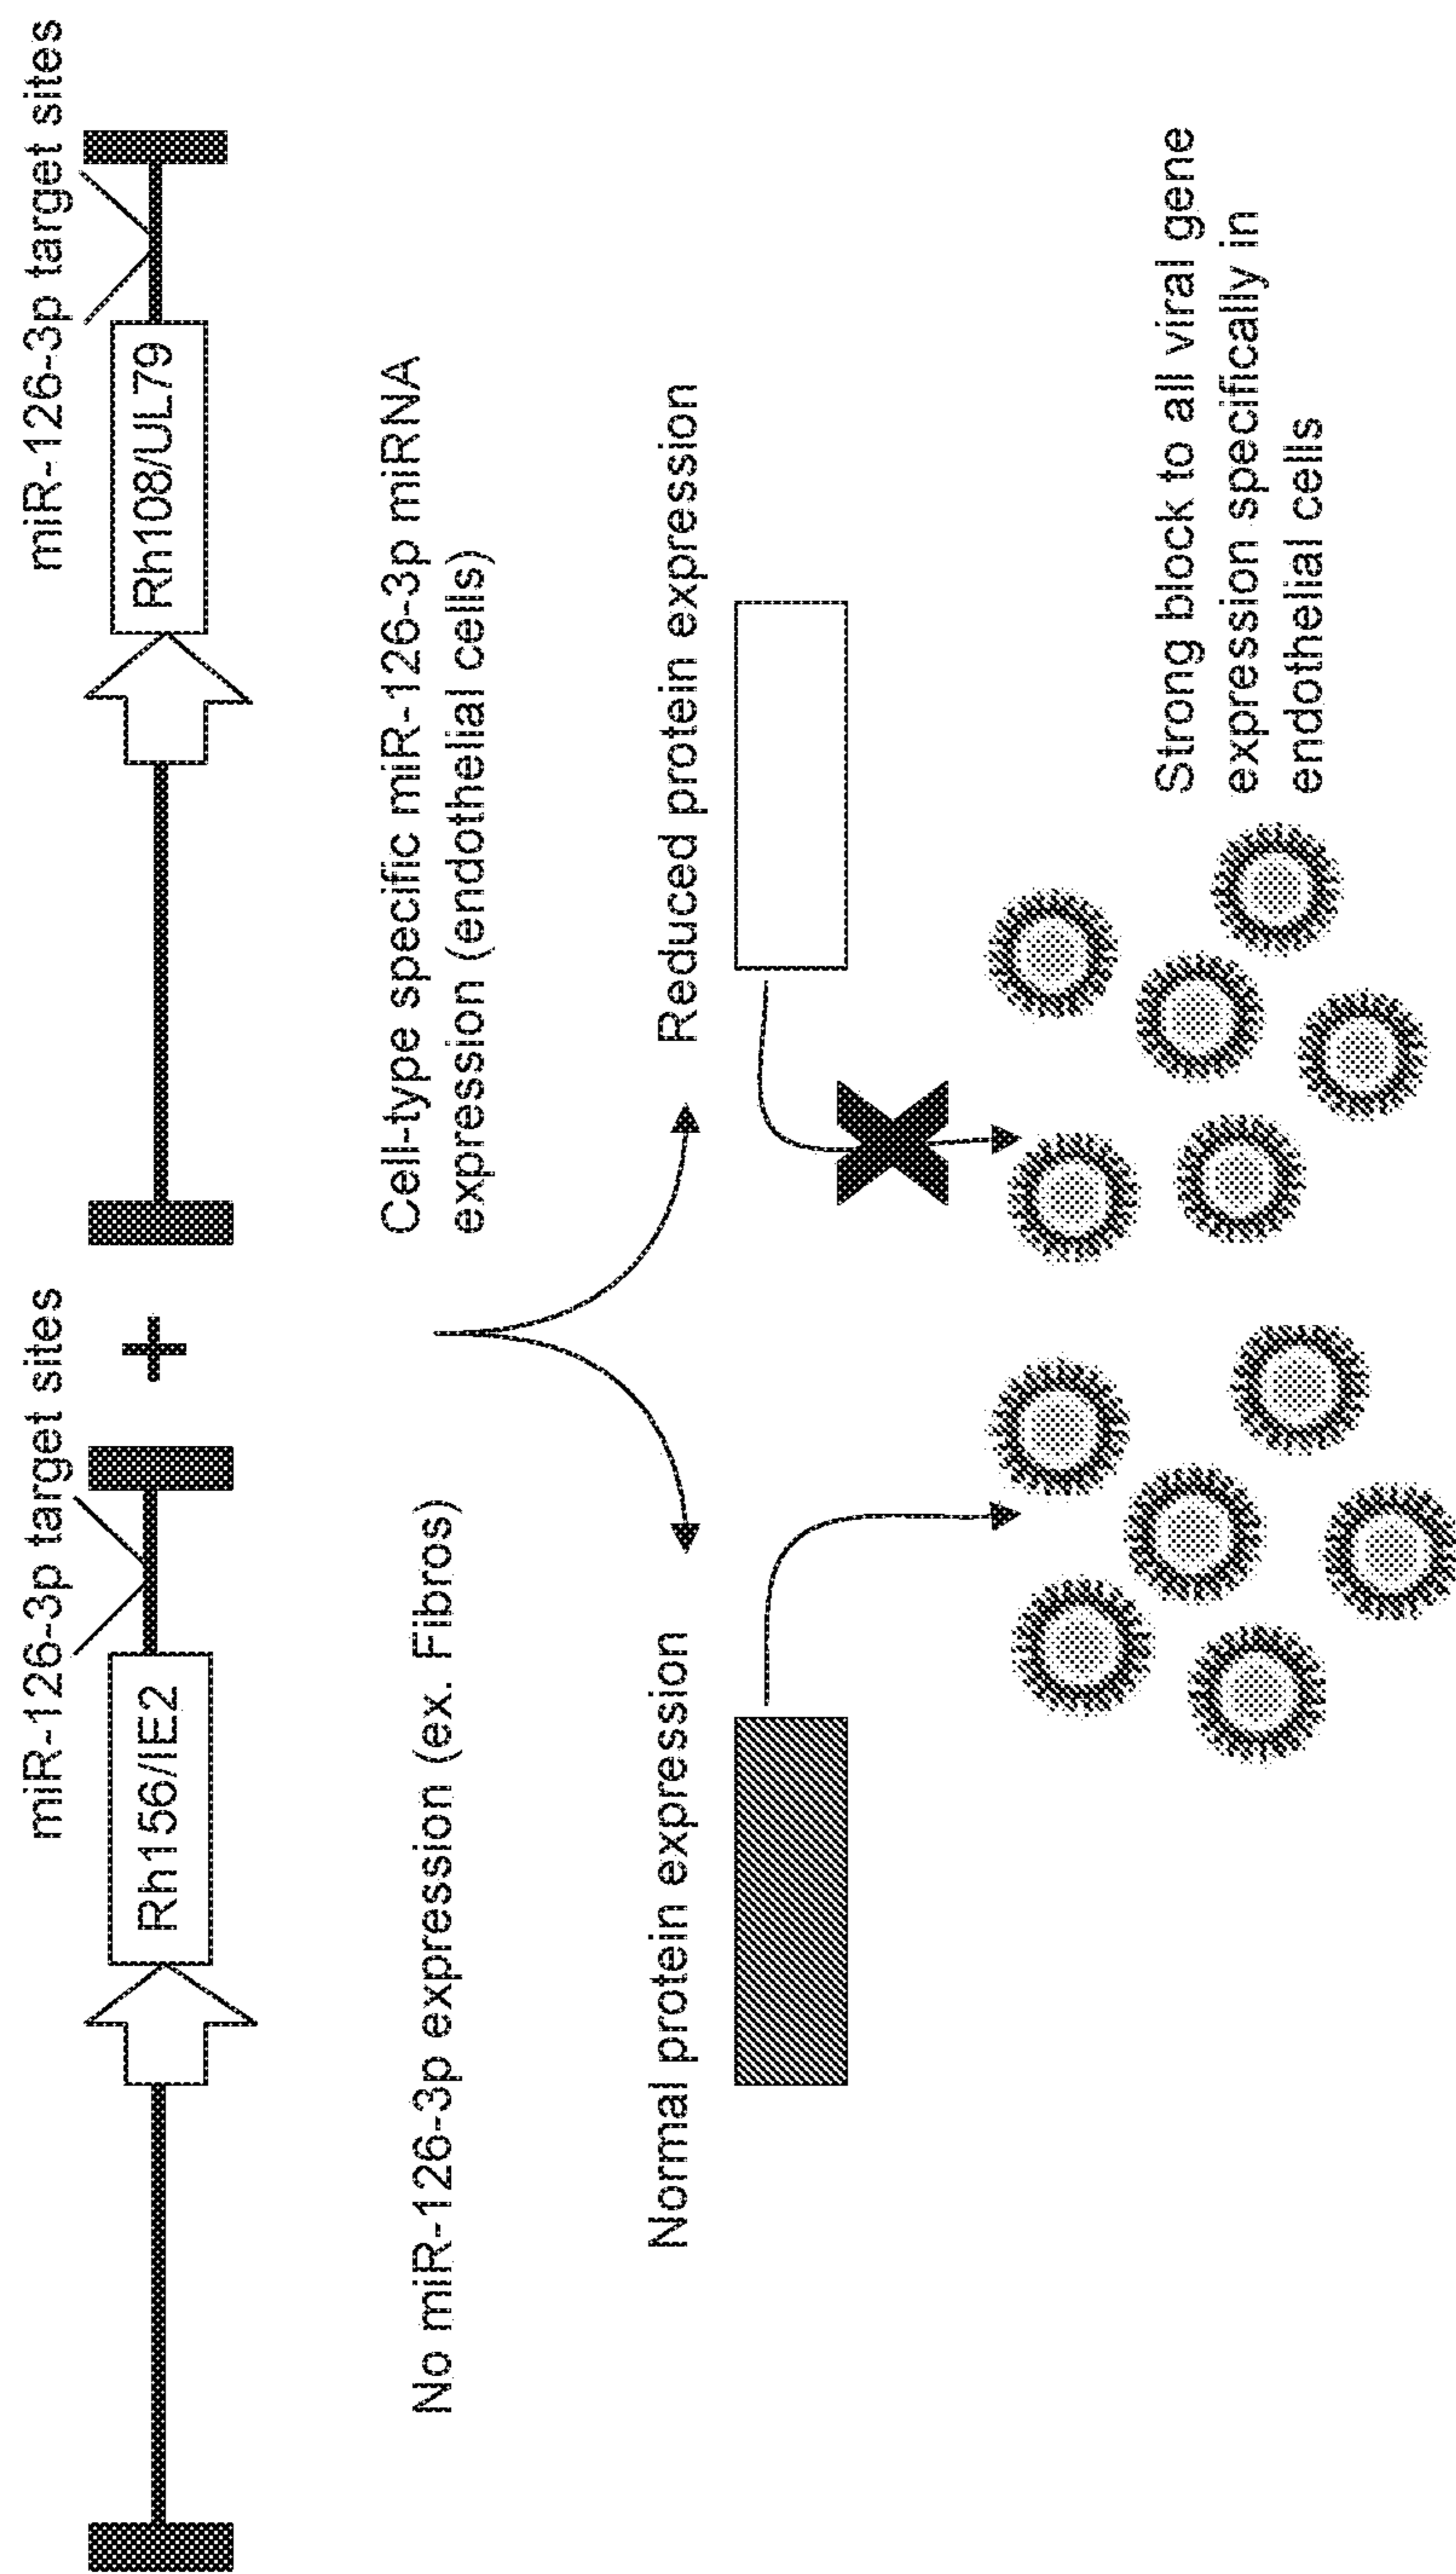 miR-126-3p target sites
miR-126-3p target sites
Rh156/IE2
+
Rh108/UL79
No miR-126-3p expression (ex. Fibros)
Cell-type specific miR-126-3p miRNA
expression (endothelial cells)
Normal protein expression
Reduced protein expression
Strong block to all viral gene
expression specifically in
endothelial cells